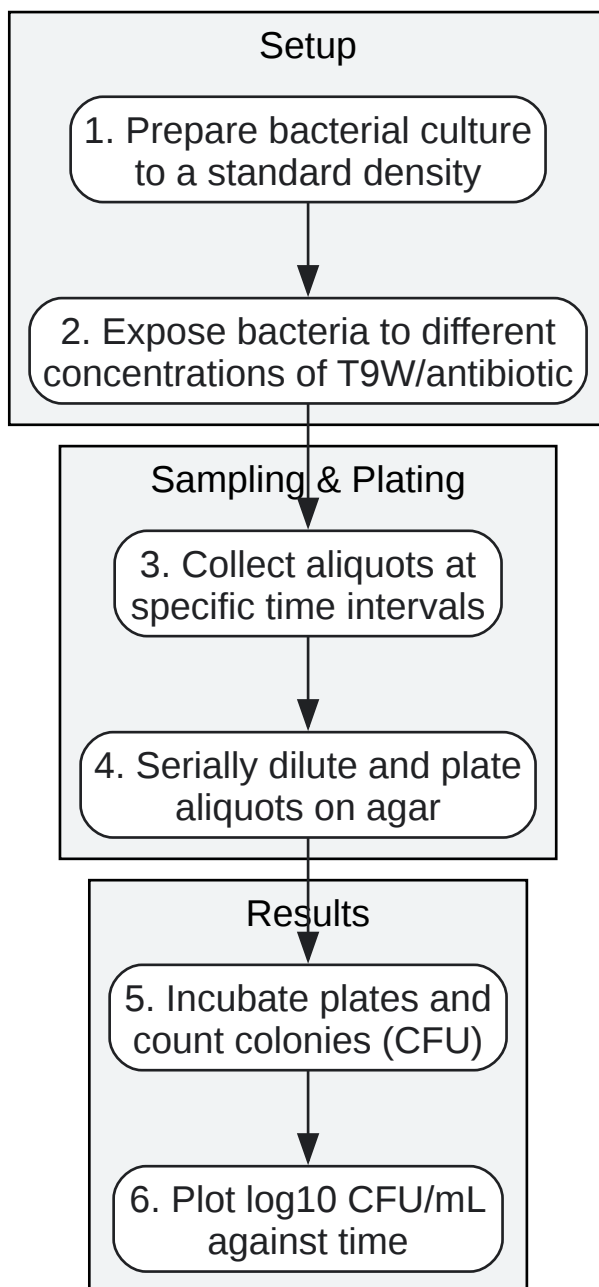 Setup
1. Prepare bacterial culture
to a standard density
2. Expose bacteria to different
concentrations of T9W/antibiotic
Sampling & Plating
3. Collect aliquots at
specific time intervals
4. Serially dilute and plate
aliquots on agar
Results
5. Incubate plates and
count colonies (CFU)
6. Plot log10 CFU/mL
against time